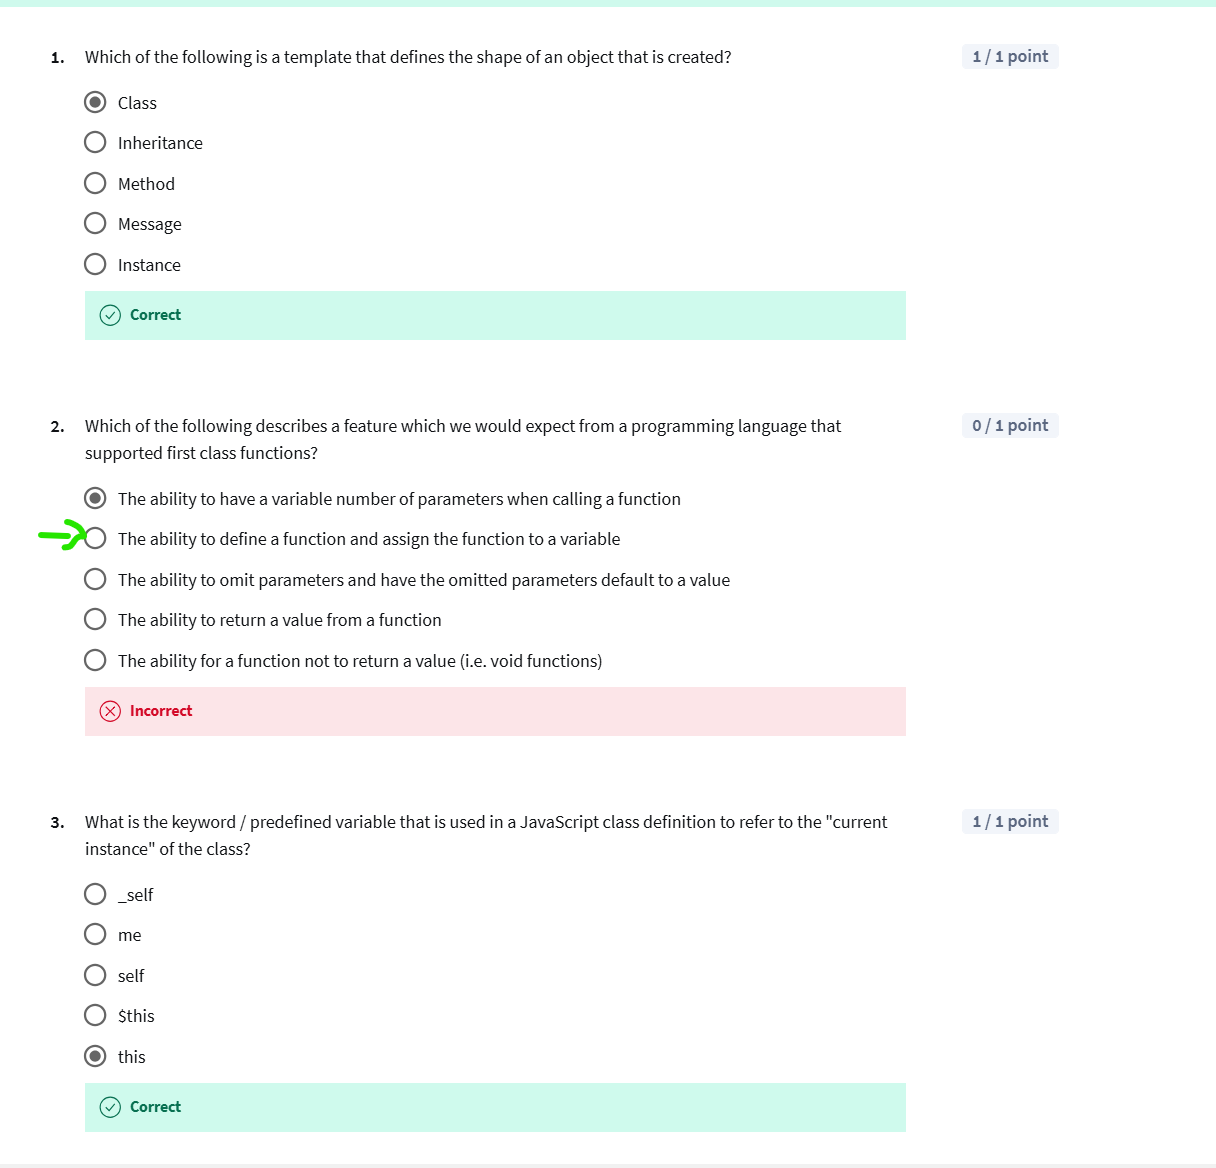 1. Which of the following is a template that defines the shape of an object that is created? 1 / 1 point
Class
Inheritance
Method
Message
Instance
Correct
2. Which of the following describes a feature which we would expect from a programming language that 0 / 1 point
supported first class functions?
The ability to have a variable number of parameters when calling a function
The ability to define a function and assign the function to a variable
The ability to omit parameters and have the omitted parameters default to a value
The ability to return a value from a function
The ability for a function not to return a value (i.e. void functions)
Incorrect
3. What is the keyword / predefined variable that is used in a JavaScript class definition to refer to the "current 1 / 1 point
instance" of the class?
_self
me
self
$this
this
Correct